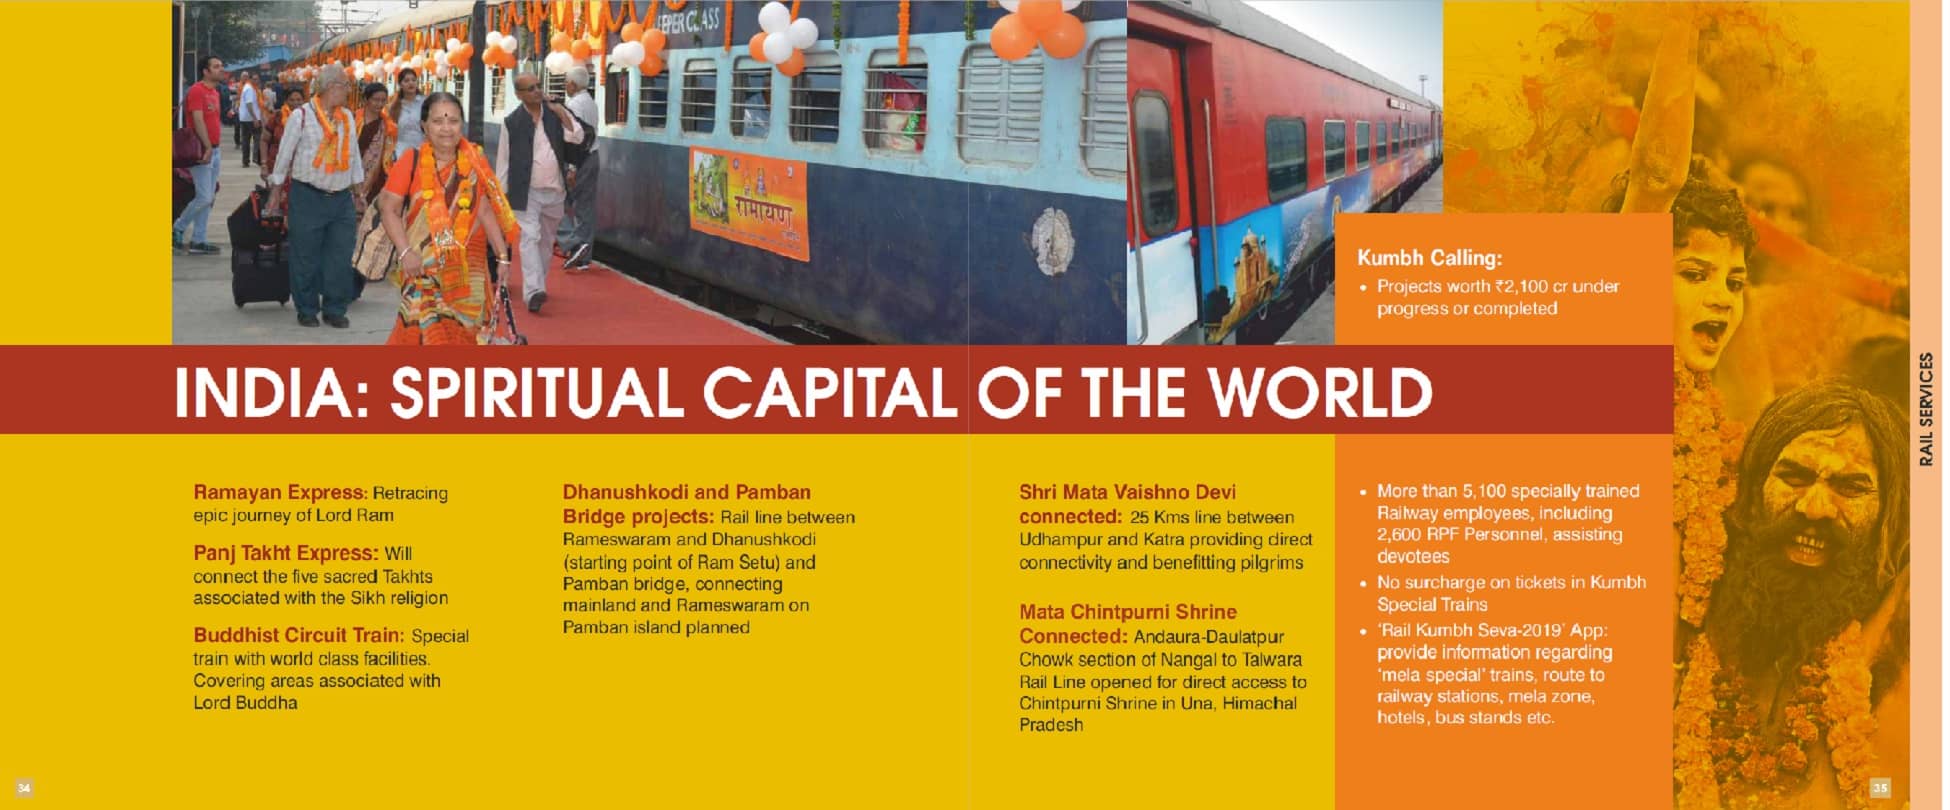 EPER CLASS
रामायण
Kumbh Calling:
• Projects worth ₹2,100 cr under
progress or completed
INDIA: SPIRITUAL CAPITAL OF THE WORLD
Ramayan Express: Retracing
epic journey of Lord Ram
Panj Takht Express: Will
connect the five sacred Takhts
associated with the Sikh religion
Buddhist Circuit Train: Special
train with world class facilities.
Covering areas associated with
Lord Buddha
Dhanushkodi and Pamban
Bridge projects: Rail line between
Rameswaram and Dhanushkodi
(starting point of Ram Setu) and
Pamban bridge, connecting
mainland and Rameswaram on
Pamban island planned
Shri Mata Vaishno Devi
connected: 25 Kms line between
Udhampur and Katra providing direct
connectivity and benefitting pilgrims
Mata Chintpurni Shrine
Connected: Andaura-Daulatpur
Chowk section of Nangal to Talwara
Rail Line opened for direct access to
Chintpurni Shrine in Una, Himachal
Pradesh
• More than 5,100 specially trained
Railway employees, including
2,600 RPF Personnel, assisting
devotees
• No surcharge on tickets in Kumbh
Special Trains
• ‘Rail Kumbh Seva-2019’ App:
provide information regarding
‘mela special’ trains, route to
railway stations, mela zone,
hotels, bus stands etc.
RAIL SERVICES
34
35